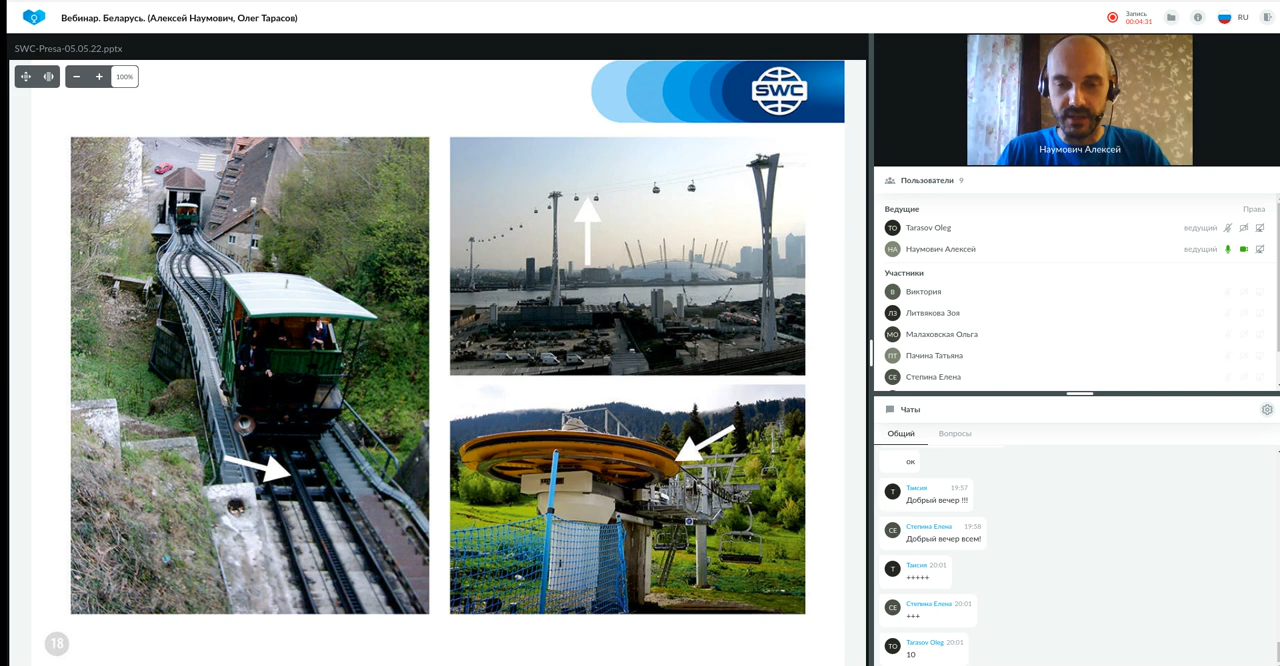 Вебинар. Беларусь. (Алексей Наумович, Олег Тарасов)
Запись
00:04:31
RU
SWC-Presa-05.05.22.pptx
100%
SWC
18
Наумович Алексей
Пользователи 9
Ведущие Права
TO Tarasov Oleg ведущий
НА Наумович Алексей ведущий
Участники
В Виктория
ЛЗ Литвякова Зоя
МО Малаховская Ольга
ПТ Пачина Татьяна
СЕ Степина Елена
Чаты
Общий Вопросы
ок
Т Таисия 19:57
Добрый вечер !!!
СЕ Степина Елена 19:58
Добрый вечер всем!
Т Таисия 20:01
+++++
СЕ Степина Елена 20:01
+++
TO Tarasov Oleg 20:01
10